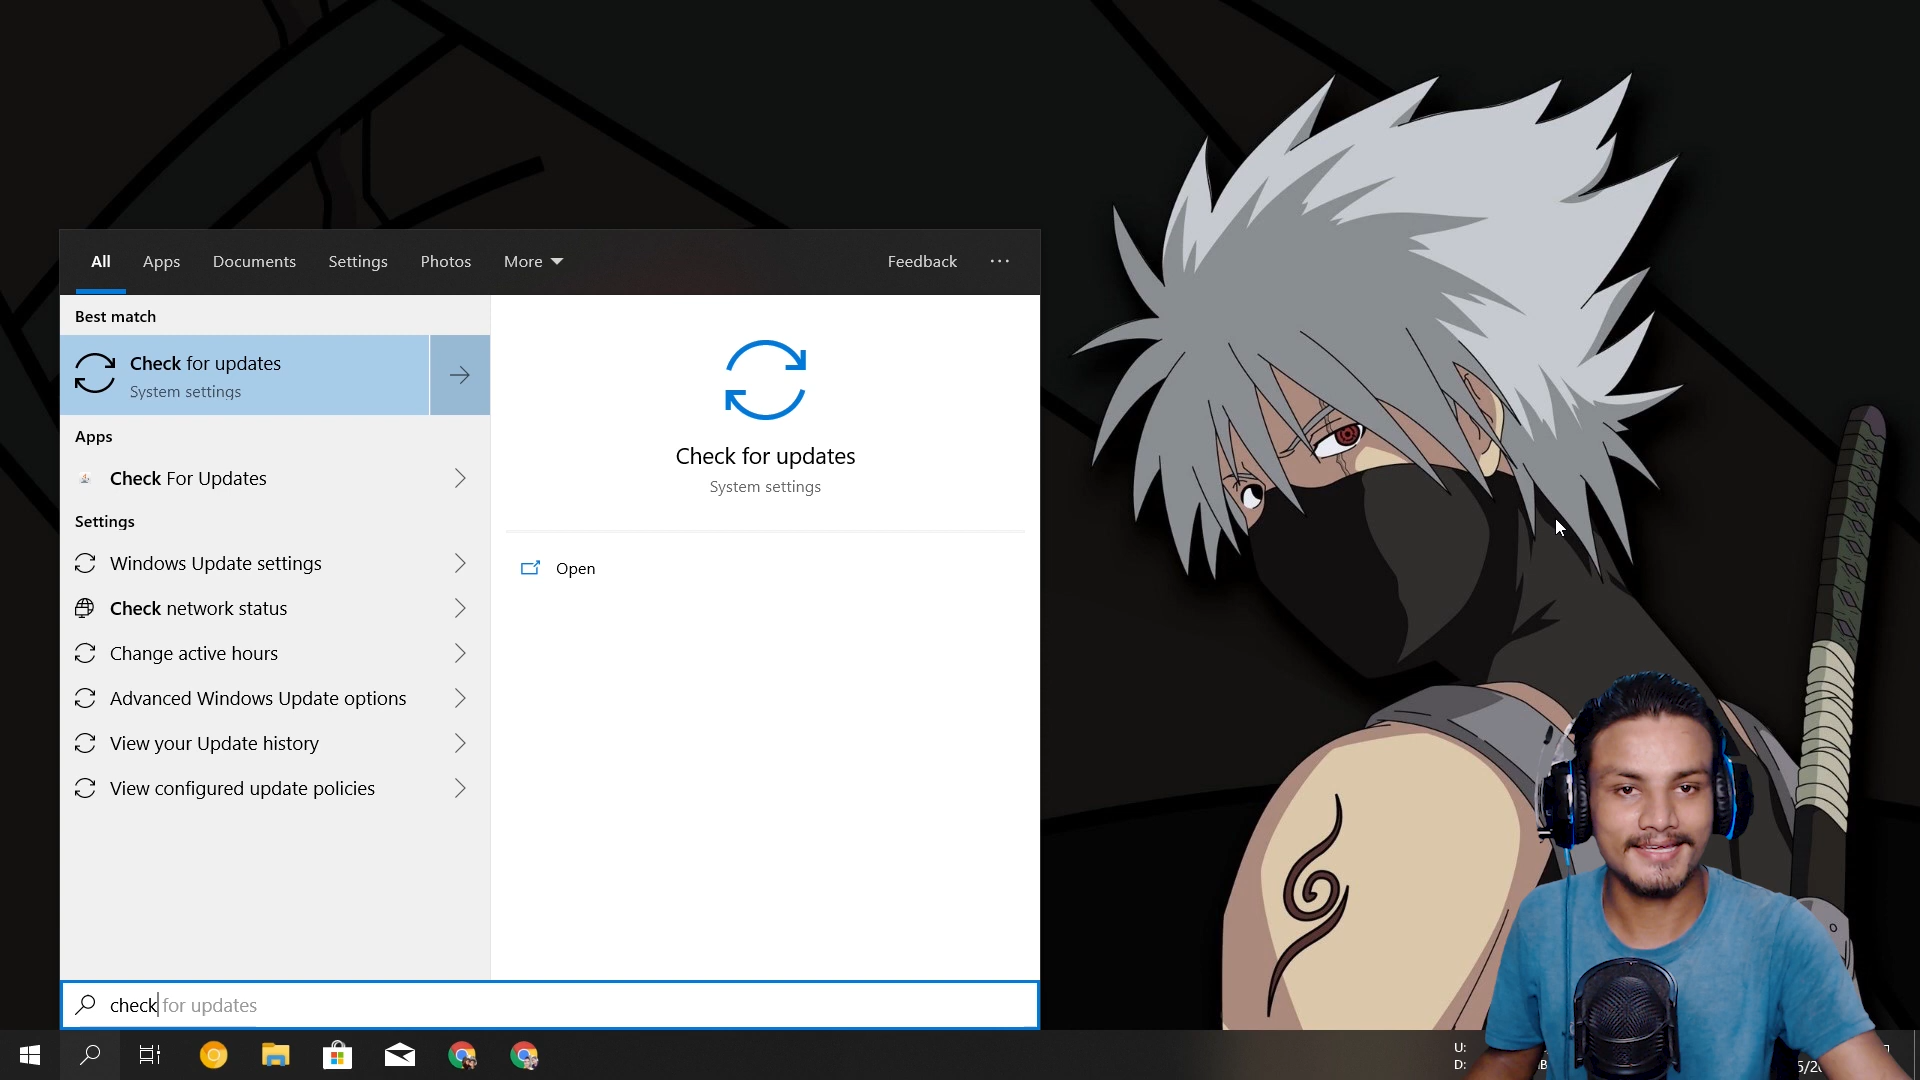 All Apps Documents Settings Photos More Feedback ...
Best match
Check for updates
System settings
Apps
Check For Updates
Settings
Windows Update settings
Check network status
Change active hours
Advanced Windows Update options
View your Update history
View configured update policies
Check for updates
System settings
Open
check for updates
U:
D: